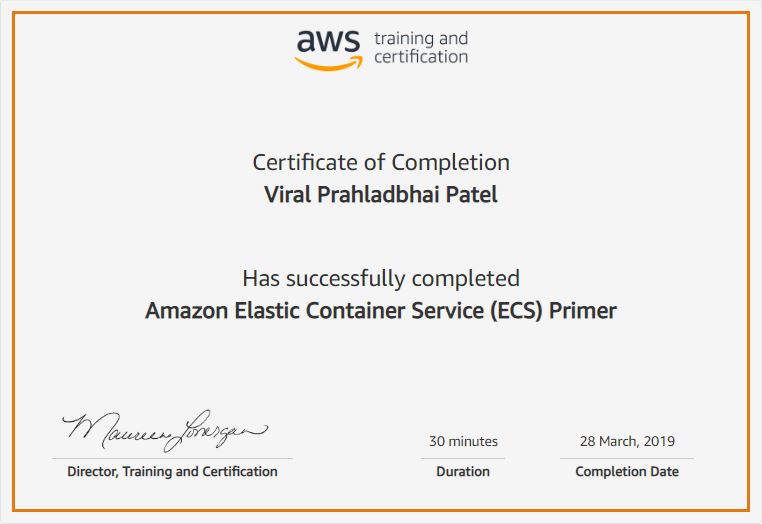 aws training and
certification
Certificate of Completion
Viral Prahladbhai Patel
Has successfully completed
Amazon Elastic Container Service (ECS) Primer
Maureen Lonergan
30 minutes
28 March, 2019
Director, Training and Certification
Duration
Completion Date